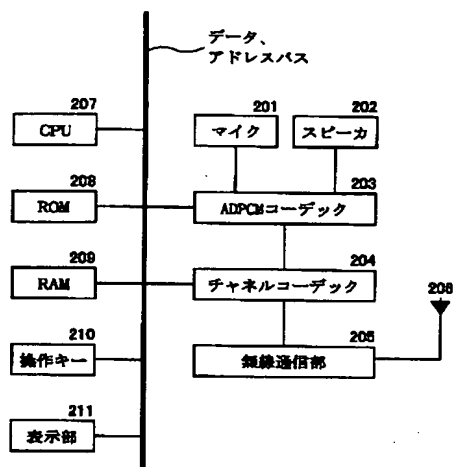 データ、
アドレスバス
207
CPU
201
マイク
202
スピーカ
208
ROM
203
ADPCMコーデック
209
RAM
204
チャネルコーデック
206
210
操作キー
205
無線通信部
211
表示部